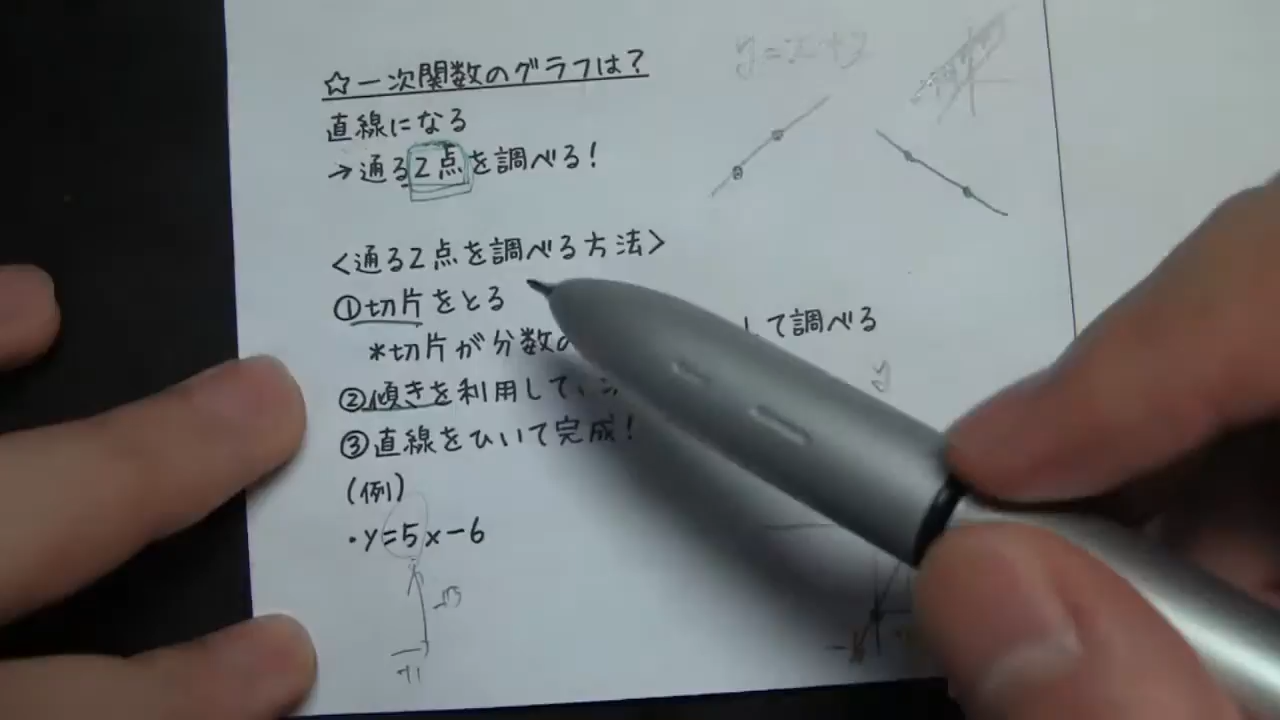 ☆一次関数のグラフは？
直線になる
→通る2点を調べる！
<通る2点を調べる方法>
①切片をとる
*切片が分数の
して調べる
②傾きを利用して、
③直線をひいて完成！
(例)
・y=5x-6
y